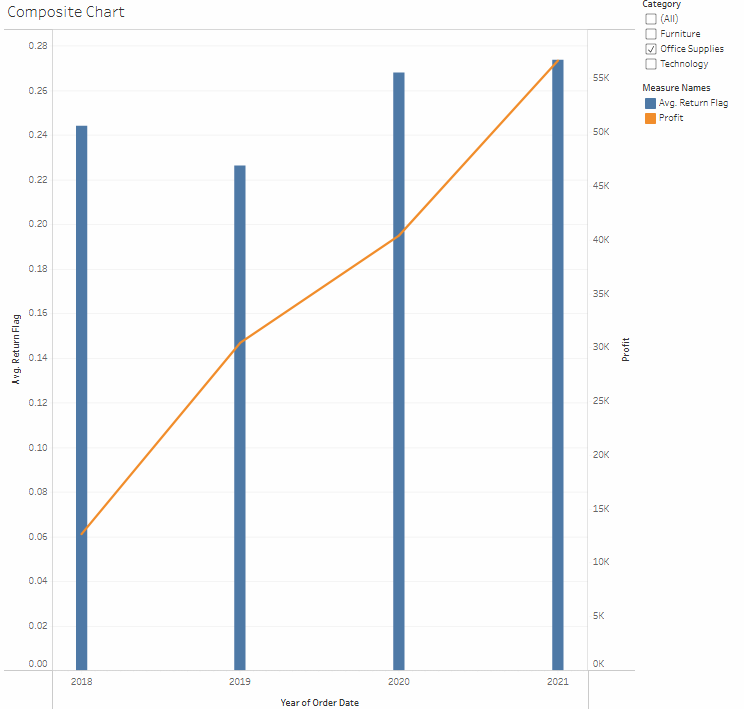 Composite Chart
Category
(All)
Furniture
Office Supplies
Technology
Measure Names
Avg. Return Flag
Profit
Avg. Return Flag
0.28
0.26
0.24
0.22
0.20
0.18
0.16
0.14
0.12
0.10
0.08
0.06
0.04
0.02
0.00
55K
50K
45K
40K
35K
30K
25K
20K
15K
10K
5K
0K
Profit
2018 2019 2020 2021
Year of Order Date